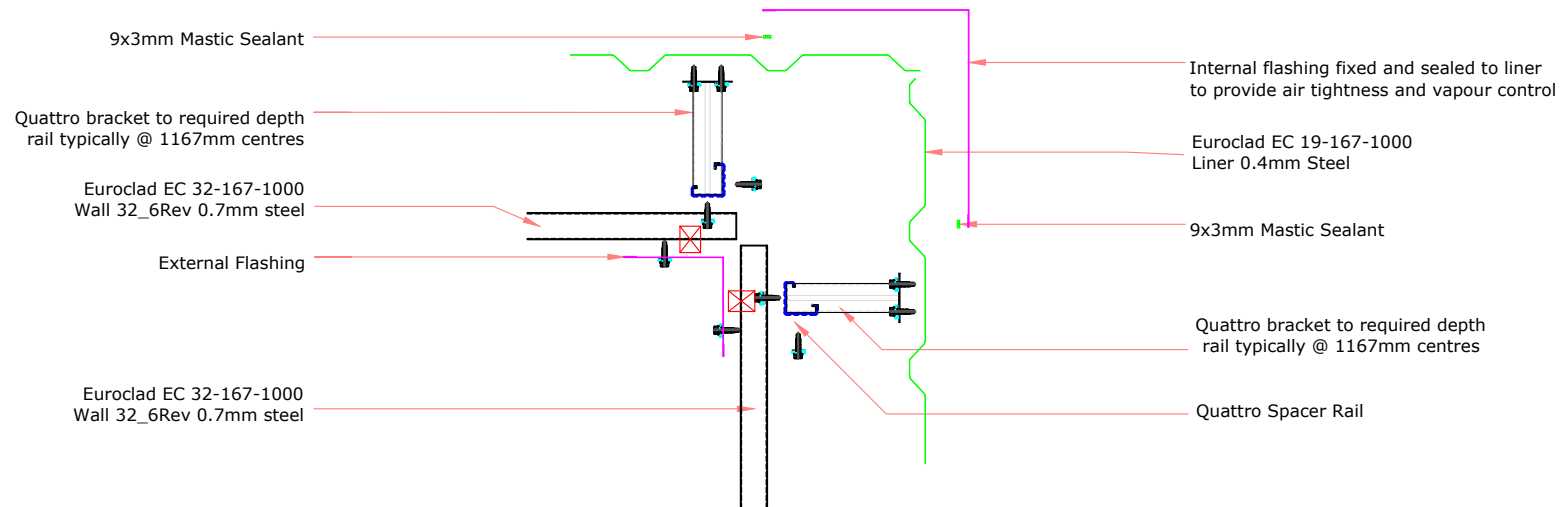 9x3mm Mastic Sealant
Quattro bracket to required depth
rail typically @ 1167mm centres
Euroclad EC 32-167-1000
Wall 32_6Rev 0.7mm steel
External Flashing
Euroclad EC 32-167-1000
Wall 32_6Rev 0.7mm steel
Internal flashing fixed and sealed to liner
to provide air tightness and vapour control
Euroclad EC 19-167-1000
Liner 0.4mm Steel
9x3mm Mastic Sealant
Quattro bracket to required depth
rail typically @ 1167mm centres
Quattro Spacer Rail